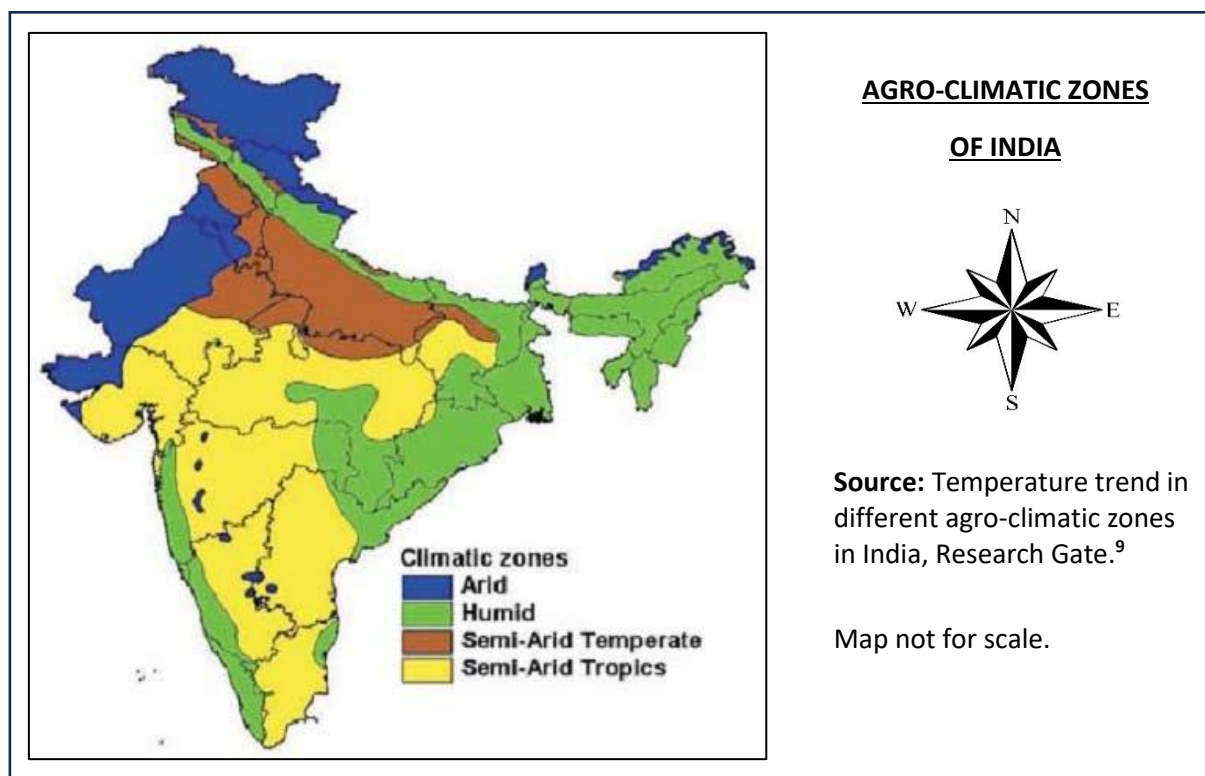 AGRO-CLIMATIC ZONES
OF INDIA
N
W
E
S
Source: Temperature trend in
different agro-climatic zones
in India, Research Gate.⁹
Map not for scale.
Climatic zones
Arid
Humid
Semi-Arid Temperate
Semi-Arid Tropics